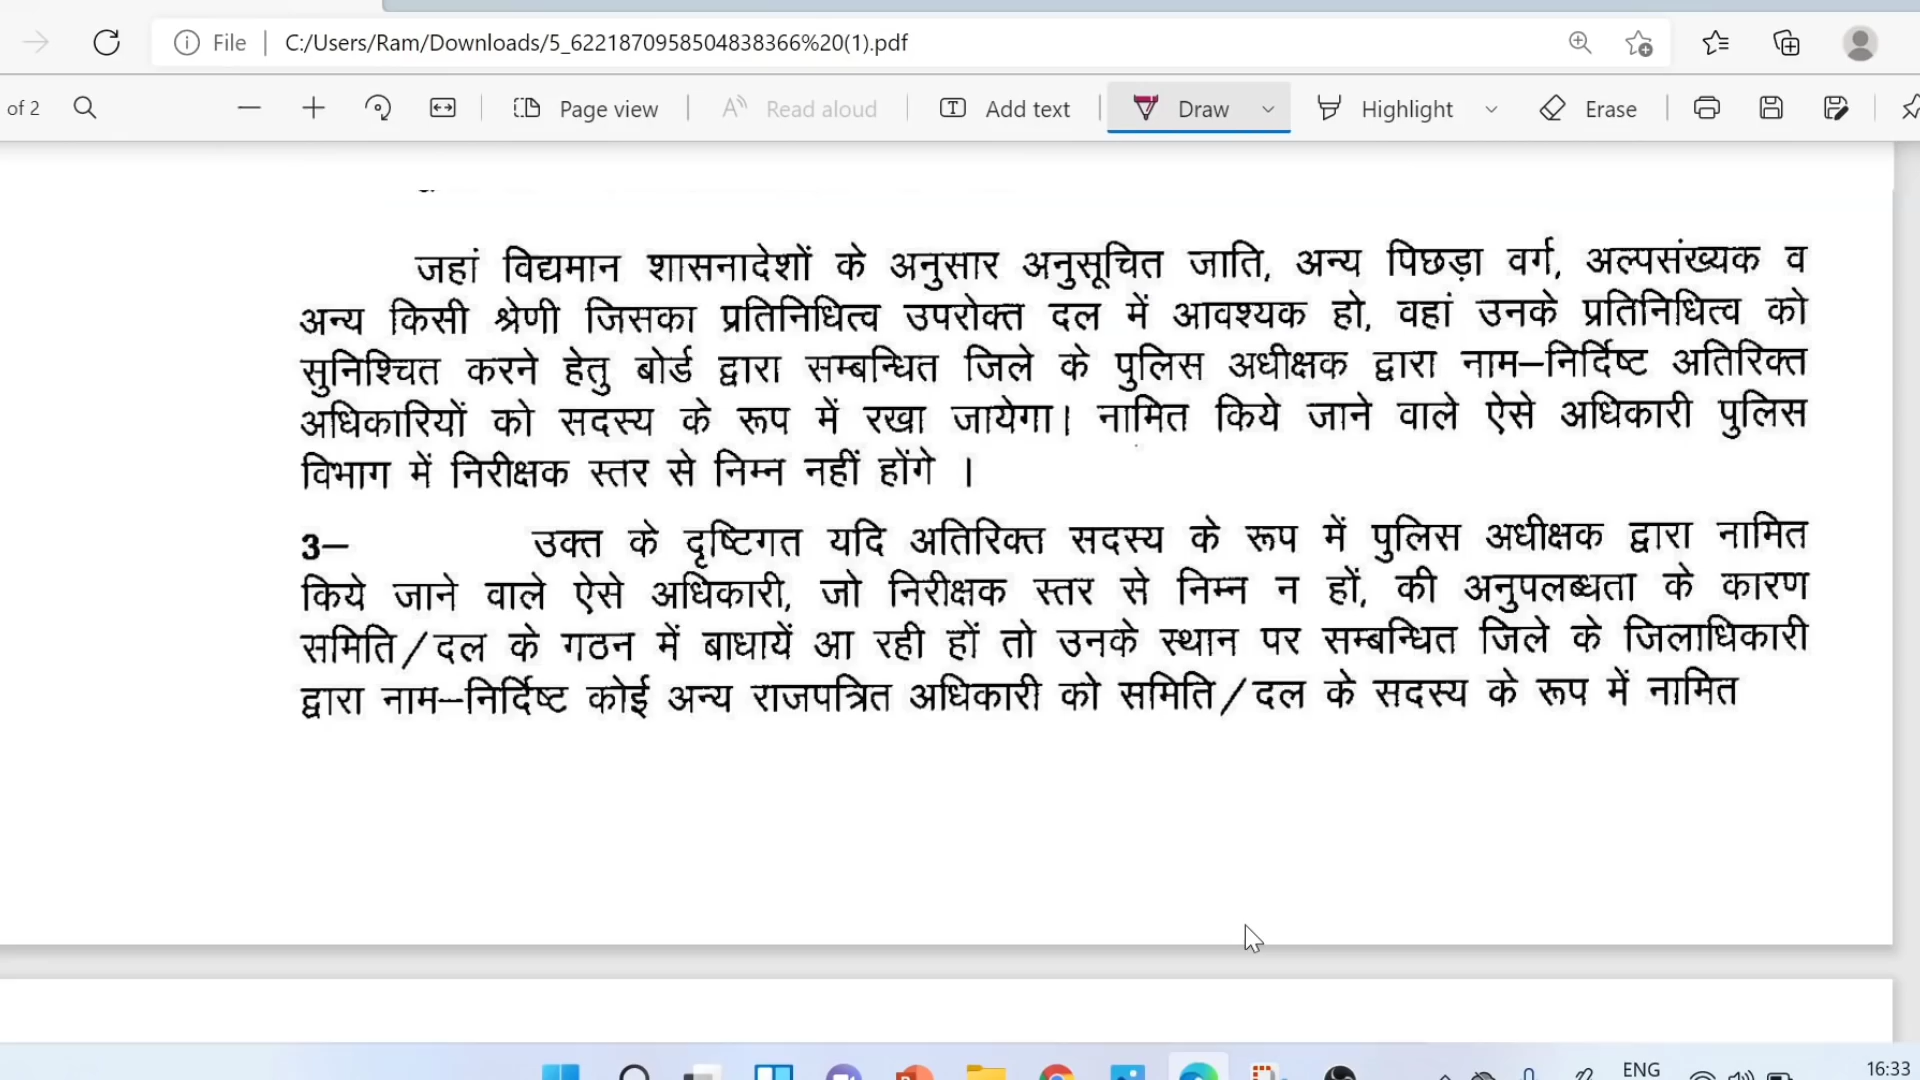 File
C:/Users/Ram/Downloads/5_6221870958504838366%20(1).pdf
of 2
Page view
Read aloud
Add text
Draw
Highlight
Erase
जहां विद्यमान शासनादेशों के अनुसार अनुसूचित जाति, अन्य पिछड़ा वर्ग, अल्पसंख्यक व
अन्य किसी श्रेणी जिसका प्रतिनिधित्व उपरोक्त दल में आवश्यक हो, वहां उनके प्रतिनिधित्व को
सुनिश्चित करने हेतु बोर्ड द्वारा सम्बन्धित जिले के पुलिस अधीक्षक द्वारा नाम–निर्दिष्ट अतिरिक्त
अधिकारियों को सदस्य के रूप में रखा जायेगा। नामित किये जाने वाले ऐसे अधिकारी पुलिस
विभाग में निरीक्षक स्तर से निम्न नहीं होंगे ।
3– उक्त के दृष्टिगत यदि अतिरिक्त सदस्य के रूप में पुलिस अधीक्षक द्वारा नामित
किये जाने वाले ऐसे अधिकारी, जो निरीक्षक स्तर से निम्न न हों, की अनुपलब्धता के कारण
समिति/दल के गठन में बाधायें आ रही हों तो उनके स्थान पर सम्बन्धित जिले के जिलाधिकारी
द्वारा नाम–निर्दिष्ट कोई अन्य राजपत्रित अधिकारी को समिति/दल के सदस्य के रूप में नामित
ENG
16:33